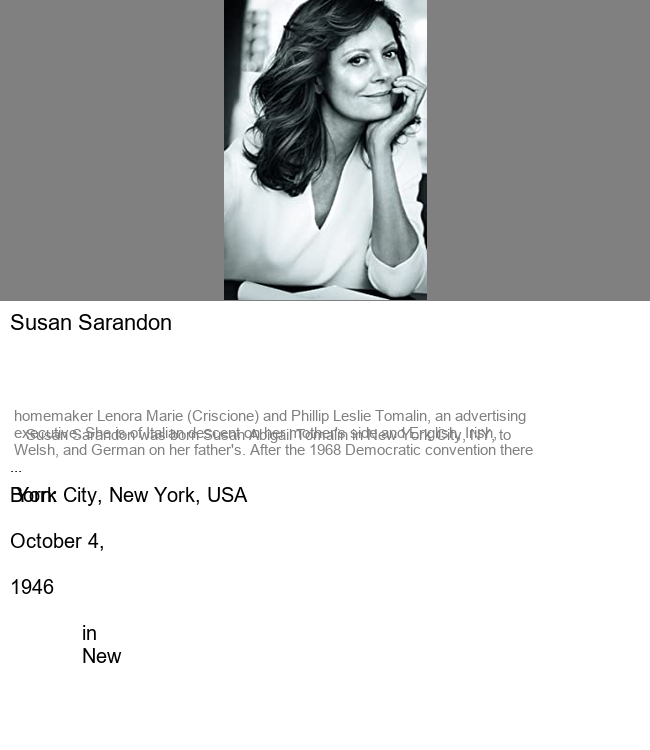 Susan Sarandon
Susan Sarandon was born Susan Abigail Tomalin in New York City, NY, to
homemaker Lenora Marie (Criscione) and Phillip Leslie Tomalin, an advertising
executive. She is of Italian descent on her mother's side and English, Irish,
Welsh, and German on her father's. After the 1968 Democratic convention there
...
Born:
York City, New York, USA
October 4,
1946
in
New